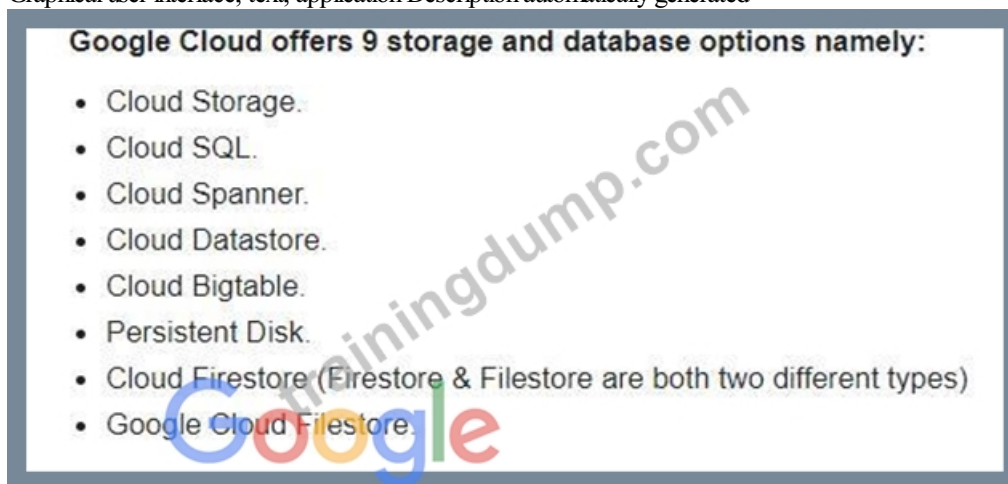 Graphical user interface, text, application Description automatically generated
Google Cloud offers 9 storage and database options namely:
• Cloud Storage.
• Cloud SQL.
• Cloud Spanner.
• Cloud Datastore.
• Cloud Bigtable.
• Persistent Disk.
• Cloud Firestore (Firestore & Filestore are both two different types)
• Google Cloud Filestore.
trainingdump.com
Google